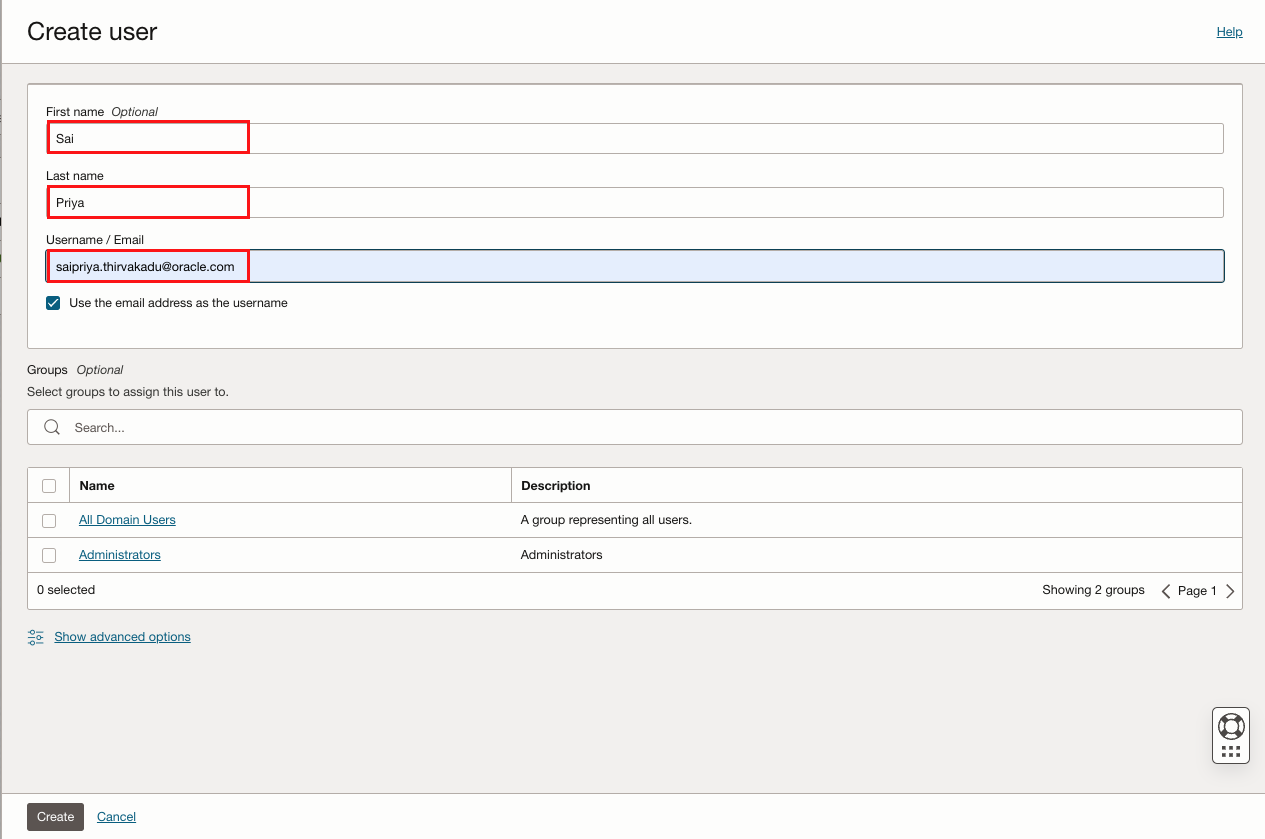 Create user
Help
First name Optional
Sai
Last name
Priya
Username / Email
saipriya.thirvakadu@oracle.com
Use the email address as the username
Groups Optional
Select groups to assign this user to.
Search...
Name Description
All Domain Users A group representing all users.
Administrators Administrators
0 selected Showing 2 groups Page 1
Show advanced options
Create Cancel